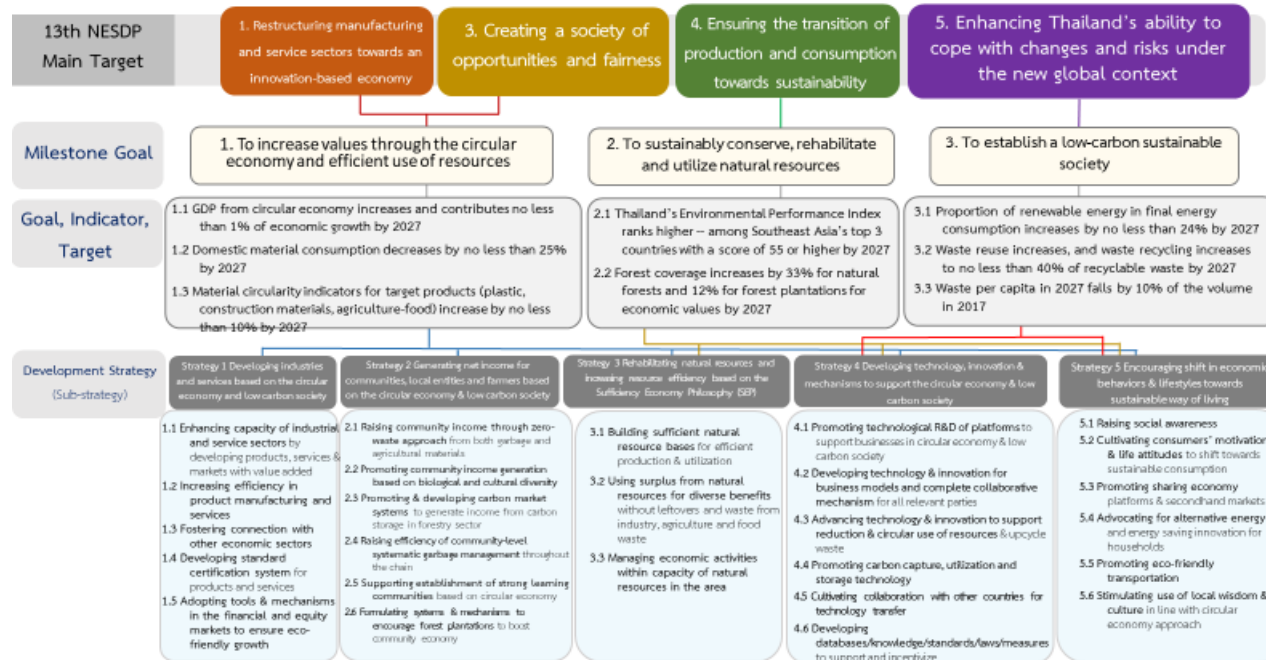 13th NESDP
Main Target
1. Restructuring manufacturing
and service sectors towards an
innovation-based economy
3. Creating a society of
opportunities and fairness
4. Ensuring the transition of
production and consumption
towards sustainability
5. Enhancing Thailand's ability to
cope with changes and risks under
the new global context
Milestone Goal
1. To increase values through the circular
economy and efficient use of resources
2. To sustainably conserve, rehabilitate
and utilize natural resources
3. To establish a low-carbon sustainable
society
Goal, Indicator,
Target
1.1 GDP from circular economy increases and contributes no less
than 1% of economic growth by 2027
1.2 Domestic material consumption decreases by no less than 25%
by 2027
1.3 Material circularity indicators for target products (plastic,
construction materials, agriculture-food) increase by no less
than 10% by 2027
2.1 Thailand's Environmental Performance Index
ranks higher – among Southeast Asia's top 3
countries with a score of 55 or higher by 2027
2.2 Forest coverage increases by 33% for natural
forests and 12% for forest plantations for
economic values by 2027
3.1 Proportion of renewable energy in final energy
consumption increases by no less than 24% by 2027
3.2 Waste reuse increases, and waste recycling increases
to no less than 40% of recyclable waste by 2027
3.3 Waste per capita in 2027 falls by 10% of the volume
in 2017
Development Strategy
(Sub-strategy)
Strategy 1 Developing industries
and services based on the circular
economy and low carbon society
Strategy 2 Generating net income for
communities, local entities and farmers based
on the circular economy & low carbon society
Strategy 3 Rehabilitating natural resources and
increasing resource efficiency based on the
Sufficiency Economy Philosophy (SEP)
Strategy 4 Developing technology, innovation &
mechanisms to support the circular economy & low
carbon society
Strategy 5 Encouraging shift in economic
behaviors & lifestyles towards
sustainable way of living
1.1 Enhancing capacity of industrial
and service sectors by
developing products, services &
markets with value added
1.2 Increasing efficiency in
product manufacturing and
services
1.3 Fostering connection with
other economic sectors
1.4 Developing standard
certification system for
products and services
1.5 Adopting tools & mechanisms
in the financial and equity
markets to ensure eco-
friendly growth
2.1 Raising community income through zero-
waste approach from both garbage and
agricultural materials
2.2 Promoting community income generation
based on biological and cultural diversity
2.3 Promoting & developing carbon market
systems to generate income from carbon
storage in forestry sector
2.4 Raising efficiency of community-level
systematic garbage management throughout
the chain
2.5 Supporting establishment of strong learning
communities based on circular economy
2.6 Formulating systems & mechanisms to
encourage forest plantations to boost
community economy
3.1 Building sufficient natural
resource bases for efficient
production & utilization
3.2 Using surplus from natural
resources for diverse benefits
without leftovers and waste from
industry, agriculture and food
waste
3.3 Managing economic activities
within capacity of natural
resources in the area
4.1 Promoting technological R&D of platforms to
support businesses in circular economy & low
carbon society
4.2 Developing technology & innovation for
business models and complete collaborative
mechanism for all relevant parties
4.3 Advancing technology & innovation to support
reduction & circular use of resources & upcycle
waste
4.4 Promoting carbon capture, utilization and
storage technology
4.5 Cultivating collaboration with other countries for
technology transfer
4.6 Developing
databases/knowledge/standards/laws/measures
to support and incentivize
5.1 Raising social awareness
5.2 Cultivating consumers' motivation
& life attitudes to shift towards
sustainable consumption
5.3 Promoting sharing economy
platforms & secondhand markets
5.4 Advocating for alternative energy
and energy saving innovation for
households
5.5 Promoting eco-friendly
transportation
5.6 Stimulating use of local wisdom &
culture in line with circular
economy approach